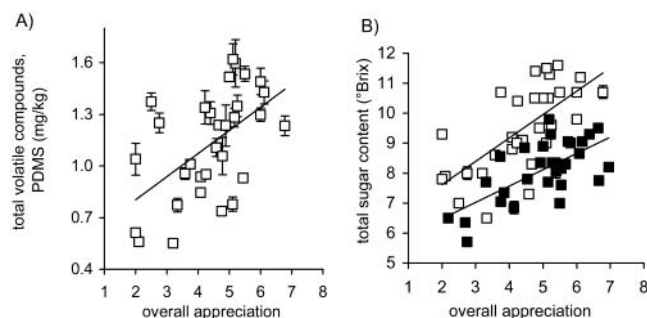 A)
total volatile compounds,
PDMS (mg/kg)
1.6
1.3
1.0
0.7
0.4
1 2 3 4 5 6 7 8
overall appreciation
B)
total sugar content (°Brix)
12
11
10
9
8
7
6
5
4
1 2 3 4 5 6 7 8
overall appreciation